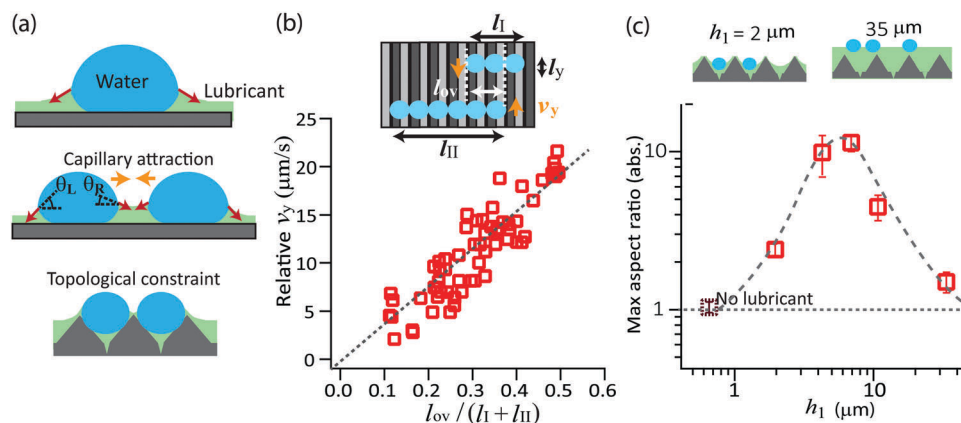 (a)
Water
Lubricant
Capillary attraction
θL θR
Topological constraint
(b)
lI
ly
lov
vy
lII
Relative vy (μm/s)
25
20
15
10
5
0
0.0 0.1 0.2 0.3 0.4 0.5 0.6
lov / (lI + lII)
(c)
h1 = 2 μm
35 μm
Max aspect ratio (abs.)
10
1
No lubricant
1 10
h1 (μm)